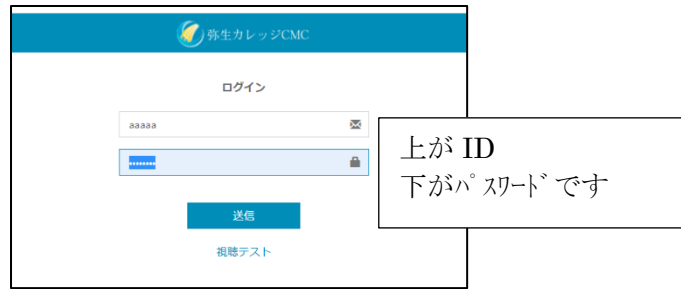 弥生カレッジCMC
ログイン
aaaaa
••••••••
上が ID
下がﾊﾟｽﾜｰﾄﾞです
送信
視聴テスト